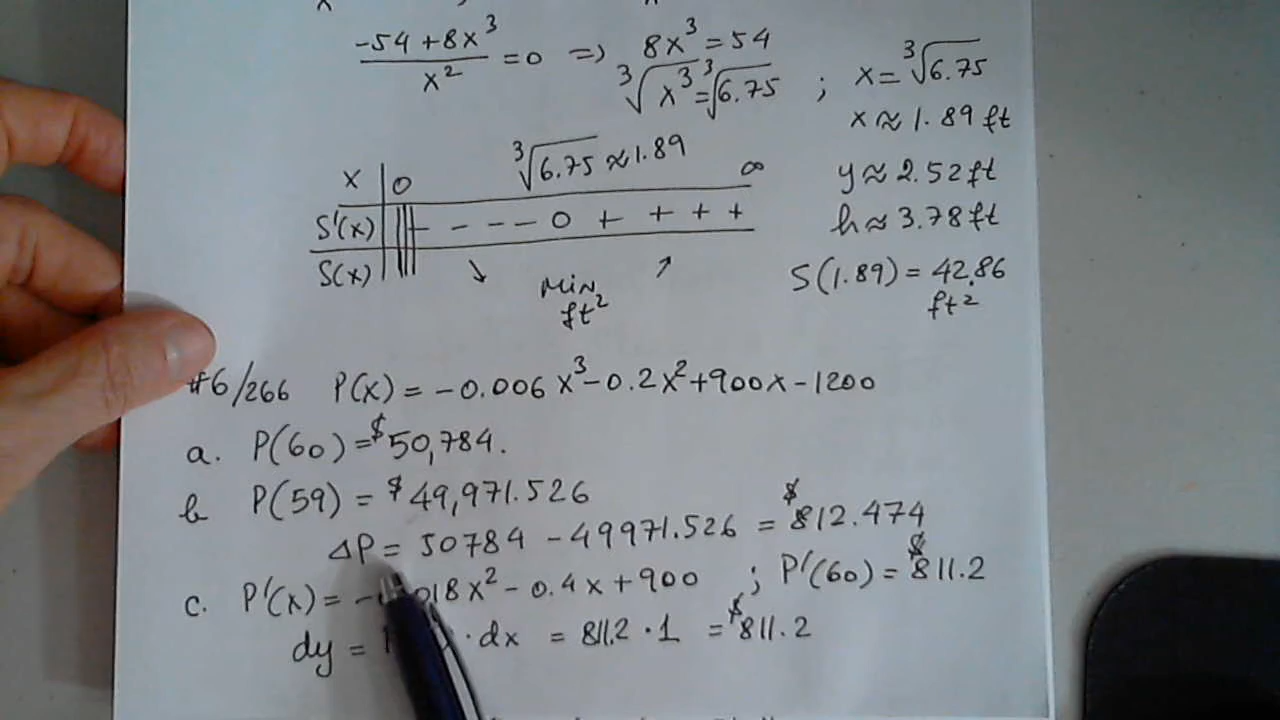 -54 + 8x³ / x² = 0 => 8x³ = 54
∛x³ = ∛6.75 ; x = ∛6.75
x ≈ 1.89 ft
∛6.75 ≈ 1.89
x | 0 ∞
y ≈ 2.52 ft
S'(x) - - - - 0 + + + +
h ≈ 3.78 ft
S(x) ↘ Min ↗
ft²
S(1.89) = 42.86
ft²
#6/266 P(x) = -0.006x³ - 0.2x² + 900x - 1200
a. P(60) = $50,784.
b P(59) = $49,971.526
ΔP = 50784 - 49971.526 = $812.474
c. P'(x) = - 018x² - 0.4x + 900 ; P'(60) = $811.2
dy = · dx = 811.2 · 1 = $811.2